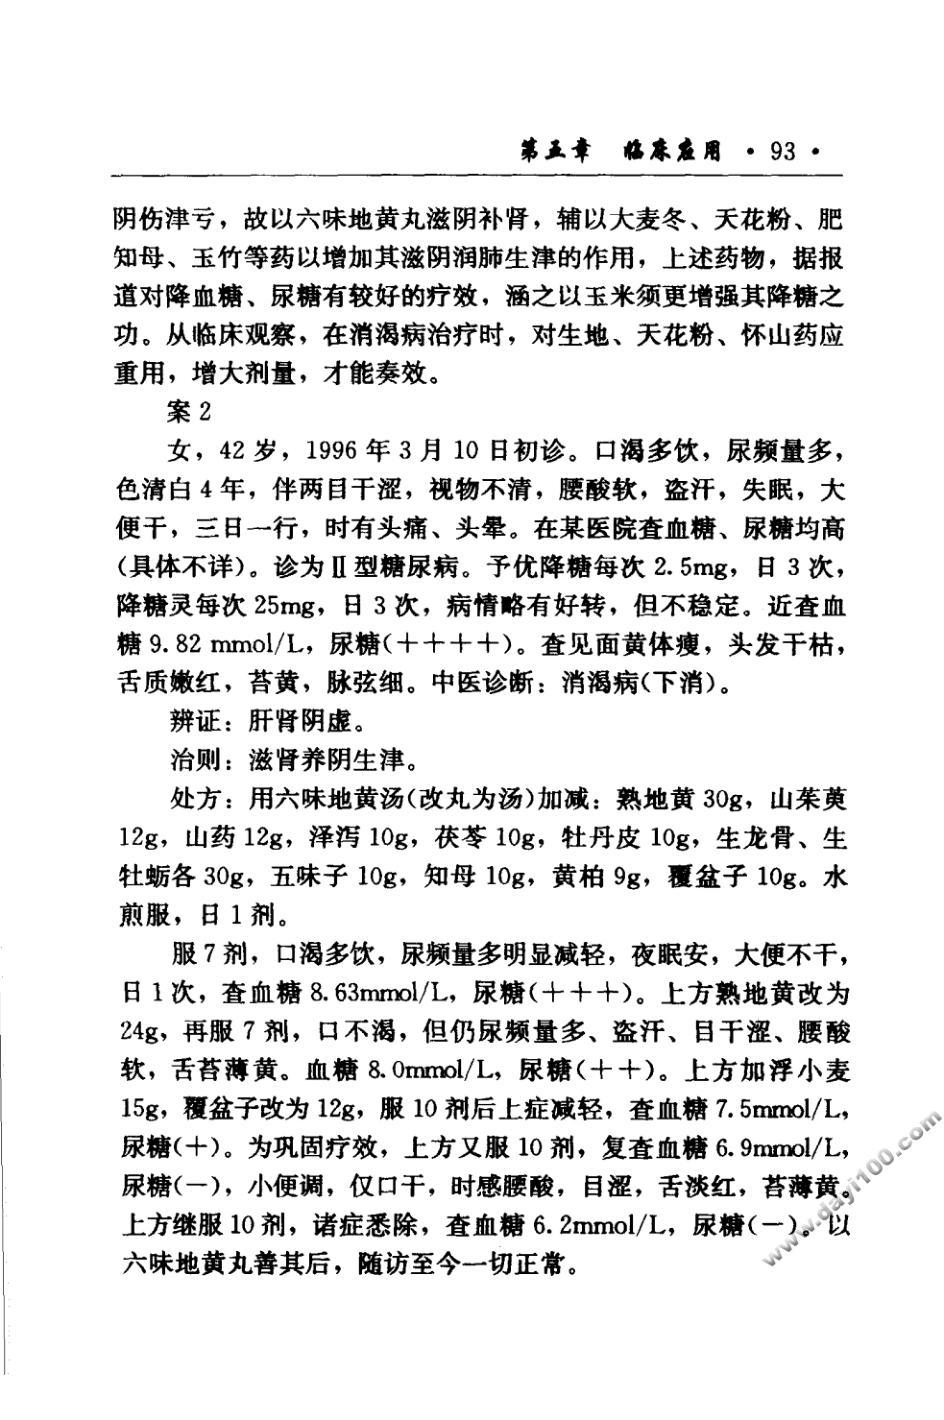 第五章 临床应用 · 93 ·
阴伤津亏，故以六味地黄丸滋阴补肾，辅以大麦冬、天花粉、肥
知母、玉竹等药以增加其滋阴润肺生津的作用，上述药物，据报
道对降血糖、尿糖有较好的疗效，涵之以玉米须更增强其降糖之
功。从临床观察，在消渴病治疗时，对生地、天花粉、怀山药应
重用，增大剂量，才能奏效。
案 2
女，42 岁，1996 年 3 月 10 日初诊。口渴多饮，尿频量多，
色清白 4 年，伴两目干涩，视物不清，腰酸软，盗汗，失眠，大
便干，三日一行，时有头痛、头晕。在某医院查血糖、尿糖均高
(具体不详)。诊为Ⅱ型糖尿病。予优降糖每次 2.5mg，日 3 次，
降糖灵每次 25mg，日 3 次，病情略有好转，但不稳定。近查血
糖 9.82 mmol/L，尿糖(＋＋＋＋)。查见面黄体瘦，头发干枯，
舌质嫩红，苔黄，脉弦细。中医诊断：消渴病(下消)。
辨证：肝肾阴虚。
治则：滋肾养阴生津。
处方：用六味地黄汤(改丸为汤)加减：熟地黄 30g，山茱萸
12g，山药 12g，泽泻 10g，茯苓 10g，牡丹皮 10g，生龙骨、生
牡蛎各 30g，五味子 10g，知母 10g，黄柏 9g，覆盆子 10g。水
煎服，日 1 剂。
服 7 剂，口渴多饮，尿频量多明显减轻，夜眠安，大便不干，
日 1 次，查血糖 8.63mmol/L，尿糖(＋＋＋)。上方熟地黄改为
24g，再服 7 剂，口不渴，但仍尿频量多、盗汗、目干涩、腰酸
软，舌苔薄黄。血糖 8.0mmol/L，尿糖(＋＋)。上方加浮小麦
15g，覆盆子改为 12g，服 10 剂后上症减轻，查血糖 7.5mmol/L，
尿糖(＋)。为巩固疗效，上方又服 10 剂，复查血糖 6.9mmol/L，
尿糖(－)，小便调，仅口干，时感腰酸，目涩，舌淡红，苔薄黄。
上方继服 10 剂，诸症悉除，查血糖 6.2mmol/L，尿糖(－)。以
六味地黄丸善其后，随访至今一切正常。
www.dayi100.com